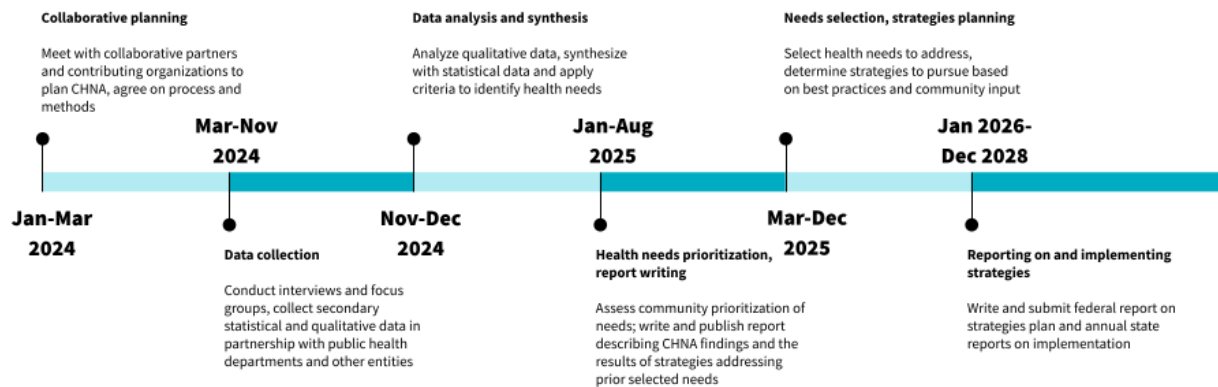 Collaborative planning
Meet with collaborative partners
and contributing organizations to
plan CHNA, agree on process and
methods
Jan-Mar
2024
Mar-Nov
2024
Data collection
Conduct interviews and focus
groups, collect secondary
statistical and qualitative data in
partnership with public health
departments and other entities
Data analysis and synthesis
Analyze qualitative data, synthesize
with statistical data and apply
criteria to identify health needs
Nov-Dec
2024
Jan-Aug
2025
Health needs prioritization,
report writing
Assess community prioritization of
needs; write and publish report
describing CHNA findings and the
results of strategies addressing
prior selected needs
Needs selection, strategies planning
Select health needs to address,
determine strategies to pursue based
on best practices and community input
Mar-Dec
2025
Jan 2026-
Dec 2028
Reporting on and implementing
strategies
Write and submit federal report on
strategies plan and annual state
reports on implementation